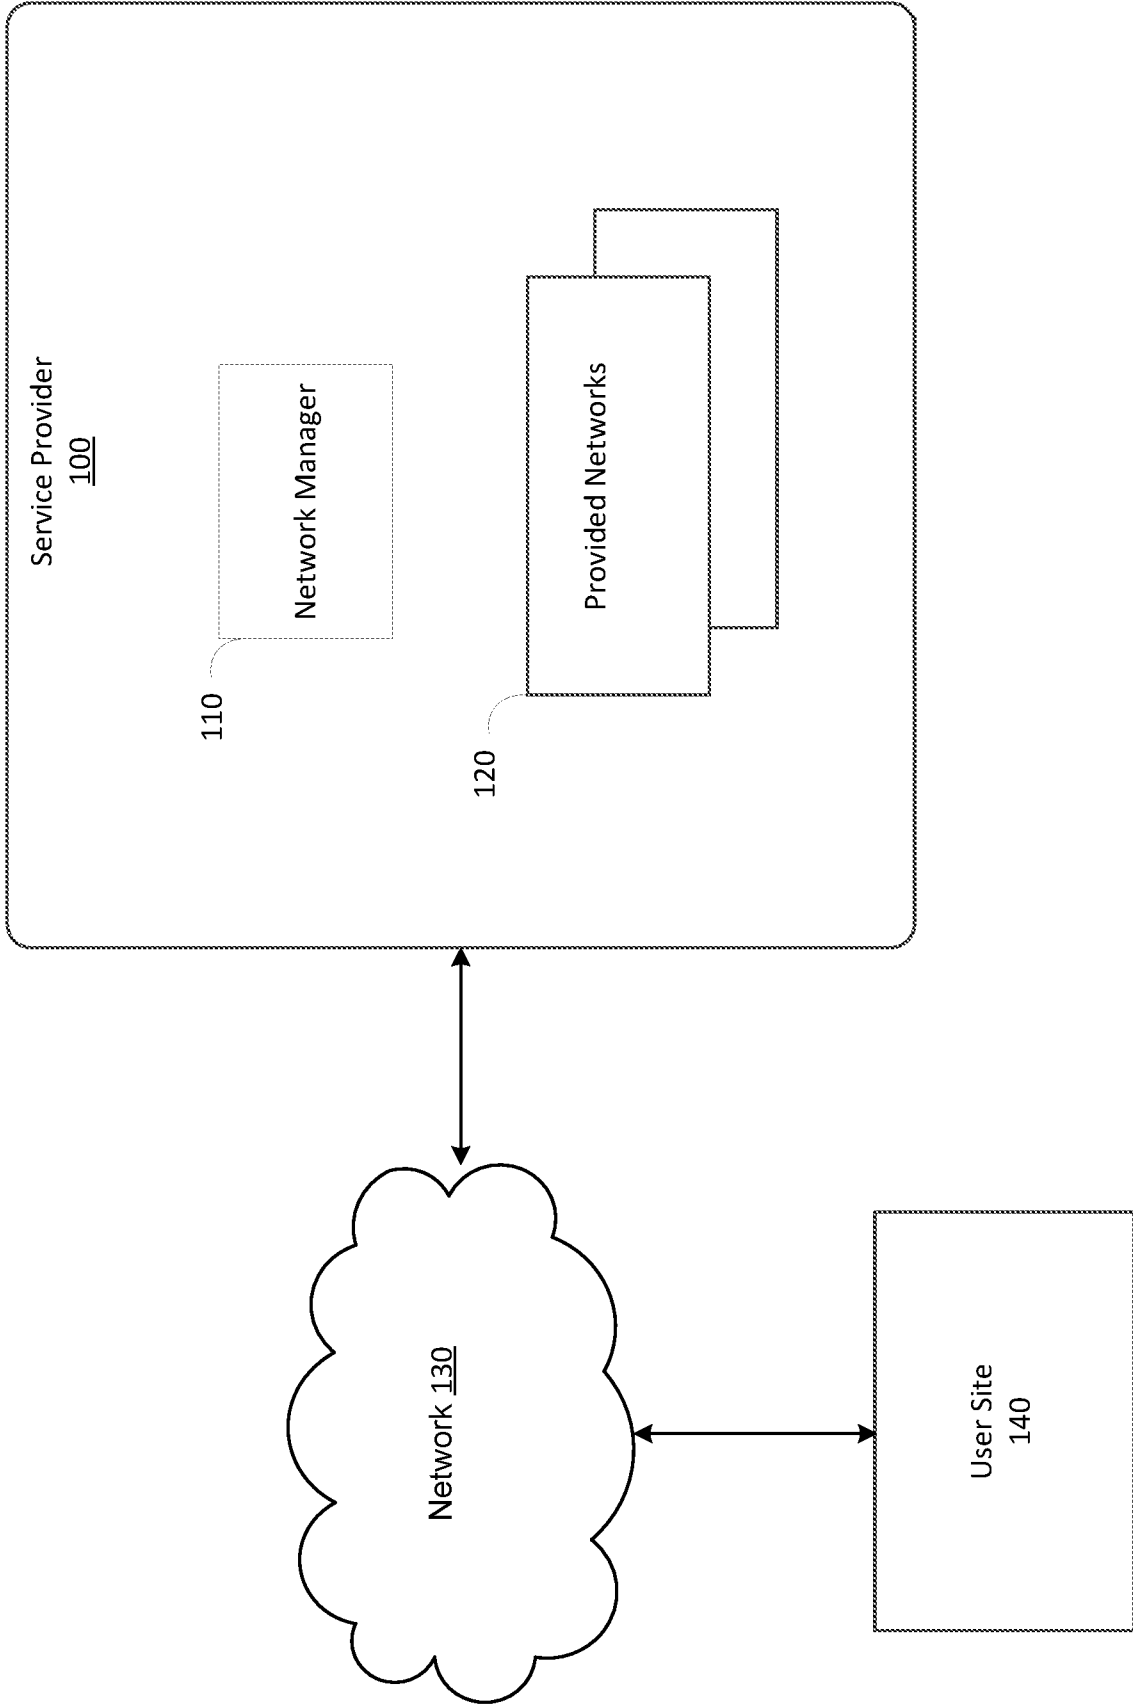 Service Provider
100
Network Manager
110
Provided Networks
120
Network 130
User Site
140